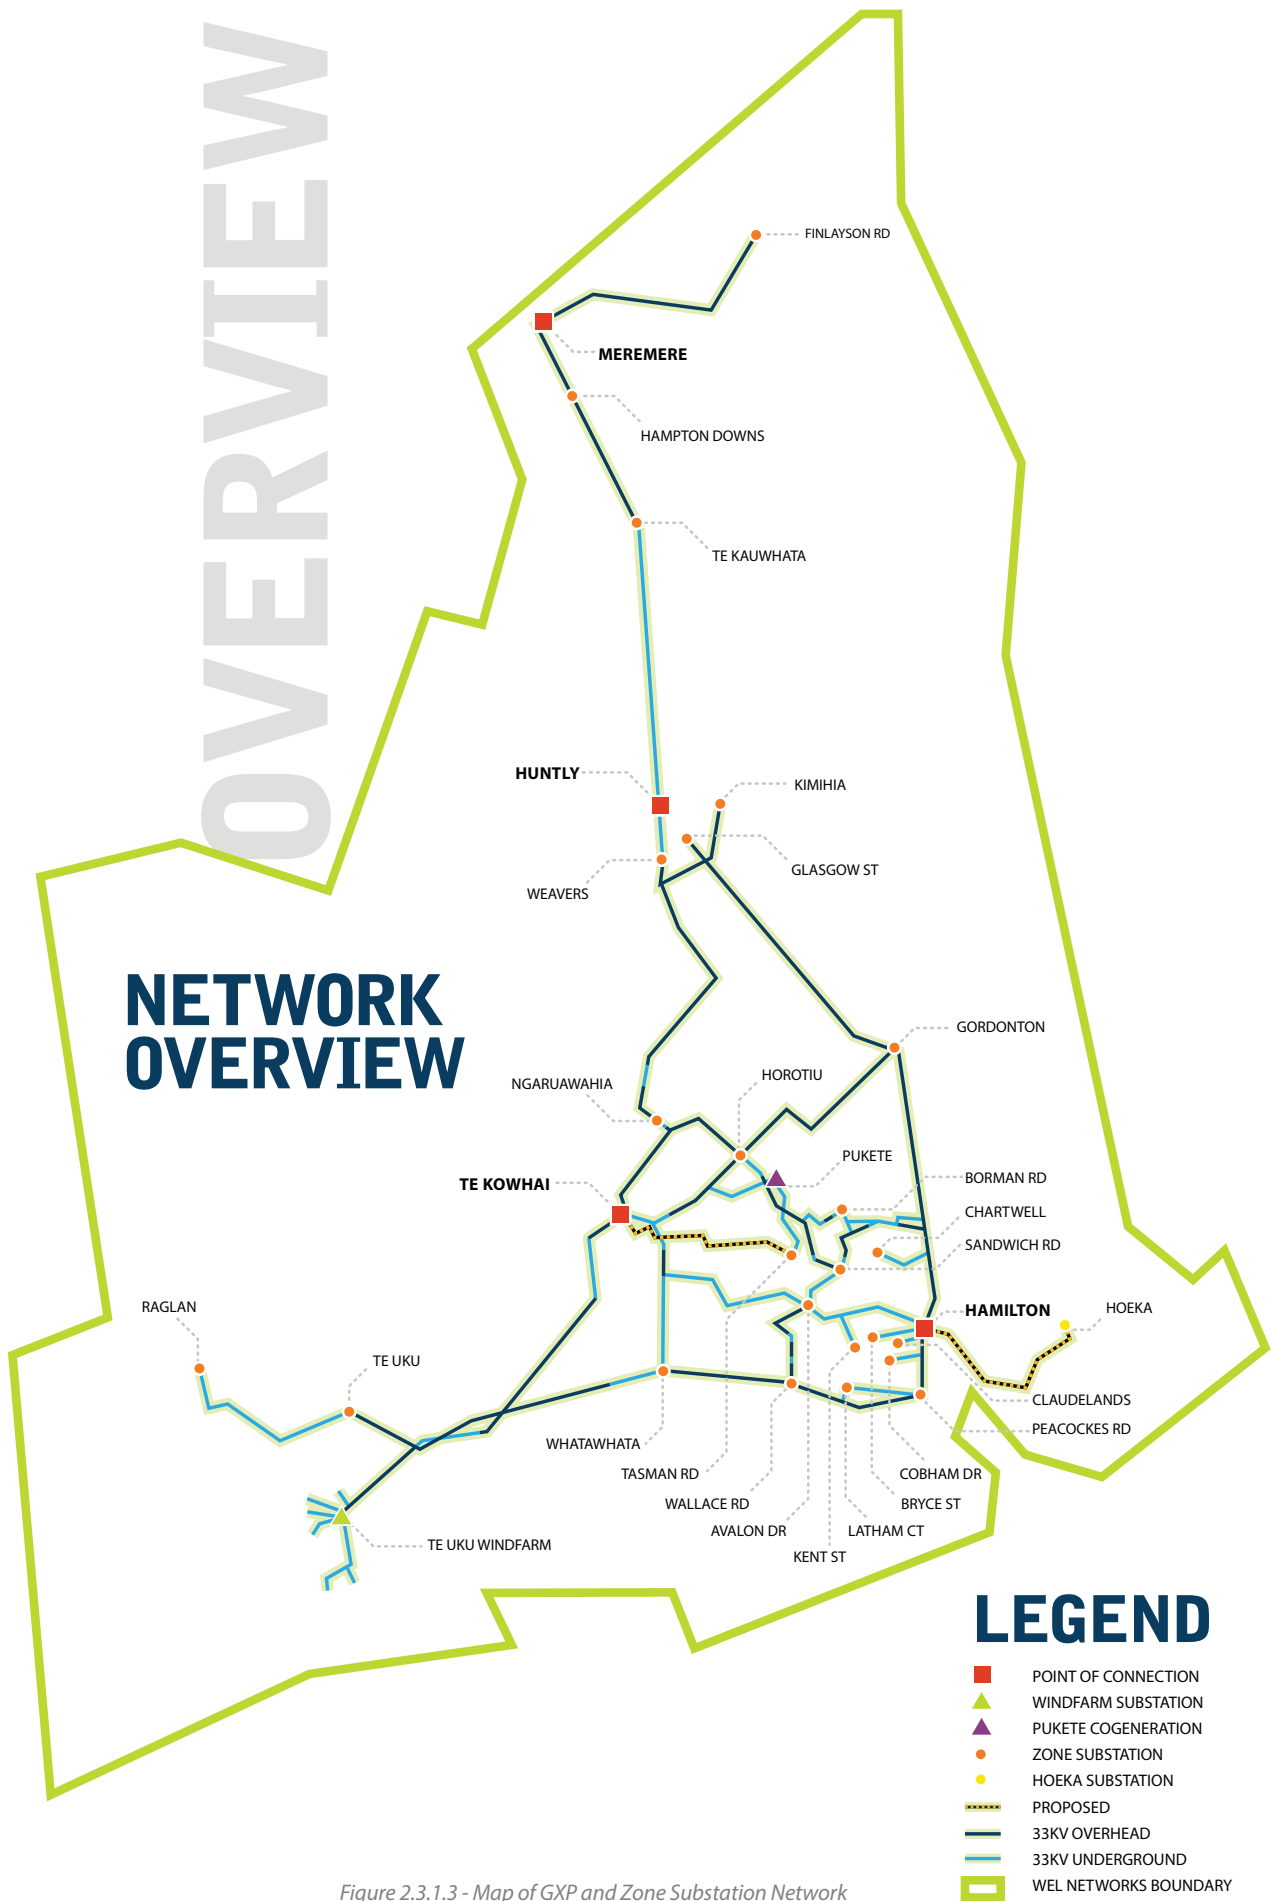 OVERVIEW
FINLAYSON RD
MEREMERE
HAMPTON DOWNS
TE KAUWHATA
HUNTLY
KIMIHIA
GLASGOW ST
WEAVERS
NETWORK
OVERVIEW
GORDONTON
HOROTIU
NGARUAWAHIA
PUKETE
BORMAN RD
TE KOWHAI
CHARTWELL
SANDWICH RD
RAGLAN
HAMILTON
HOEKA
TE UKU
CLAUDELANDS
PEACOCKES RD
WHATAWHATA
TASMAN RD
COBHAM DR
WALLACE RD
BRYCE ST
AVALON DR
LATHAM CT
TE UKU WINDFARM
KENT ST
LEGEND
POINT OF CONNECTION
WINDFARM SUBSTATION
PUKETE COGENERATION
ZONE SUBSTATION
HOEKA SUBSTATION
PROPOSED
33KV OVERHEAD
33KV UNDERGROUND
WEL NETWORKS BOUNDARY
Figure 2.3.1.3 - Map of GXP and Zone Substation Network